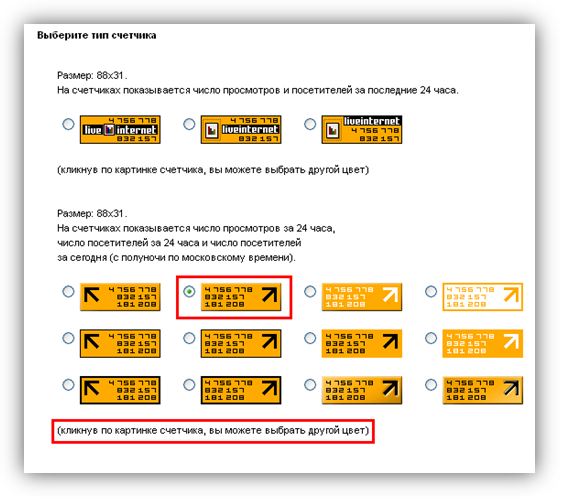 Выберите тип счетчика
Размер: 88x31.
На счетчиках показывается число просмотров и посетителей за последние 24 часа.
4 756 778
live internet
832 157
4 756 778
liveinternet
832 157
liveinternet
4 756 778
832 157
(кликнув по картинке счетчика, вы можете выбрать другой цвет)
Размер: 88x31.
На счетчиках показывается число просмотров за 24 часа,
число посетителей за 24 часа и число посетителей
за сегодня (с полуночи по московскому времени).
4 756 778
832 157
181 208
4 756 778
832 157
181 208
4 756 778
832 157
181 208
4 756 778
832 157
181 208
4 756 778
832 157
181 208
4 756 778
832 157
181 208
4 756 778
832 157
181 208
4 756 778
832 157
181 208
4 756 778
832 157
181 208
4 756 778
832 157
181 208
4 756 778
832 157
181 208
4 756 778
832 157
181 208
(кликнув по картинке счетчика, вы можете выбрать другой цвет)